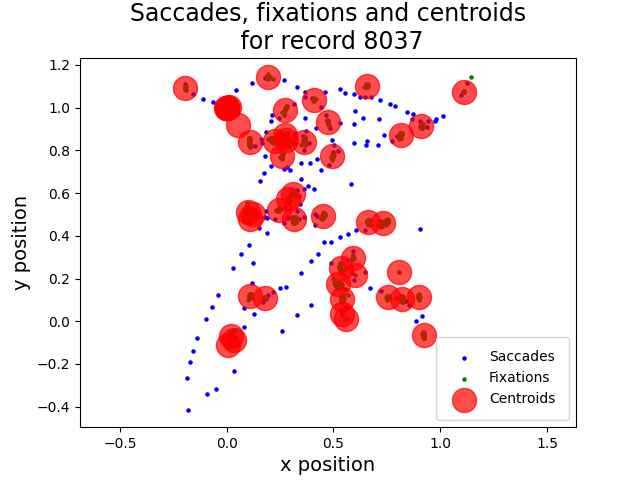 Saccades, fixations and centroids
for record 8037
1.2
1.0
0.8
0.6
0.4
0.2
0.0
−0.2
−0.4
y position
Saccades
Fixations
Centroids
−0.5
0.0
0.5
1.0
1.5
x position